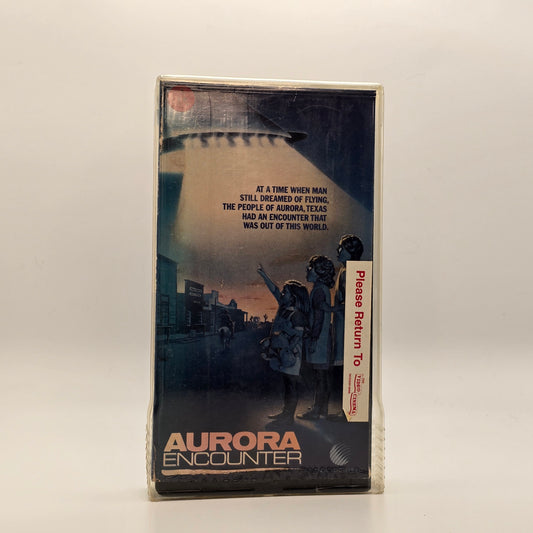 AT A TIME WHEN MAN
STILL DREAMED OF FLYING,
THE PEOPLE OF AURORA, TEXAS
HAD AN ENCOUNTER THAT
WAS OUT OF THIS WORLD.
Please Return To
AURORA
ENCOUNTER